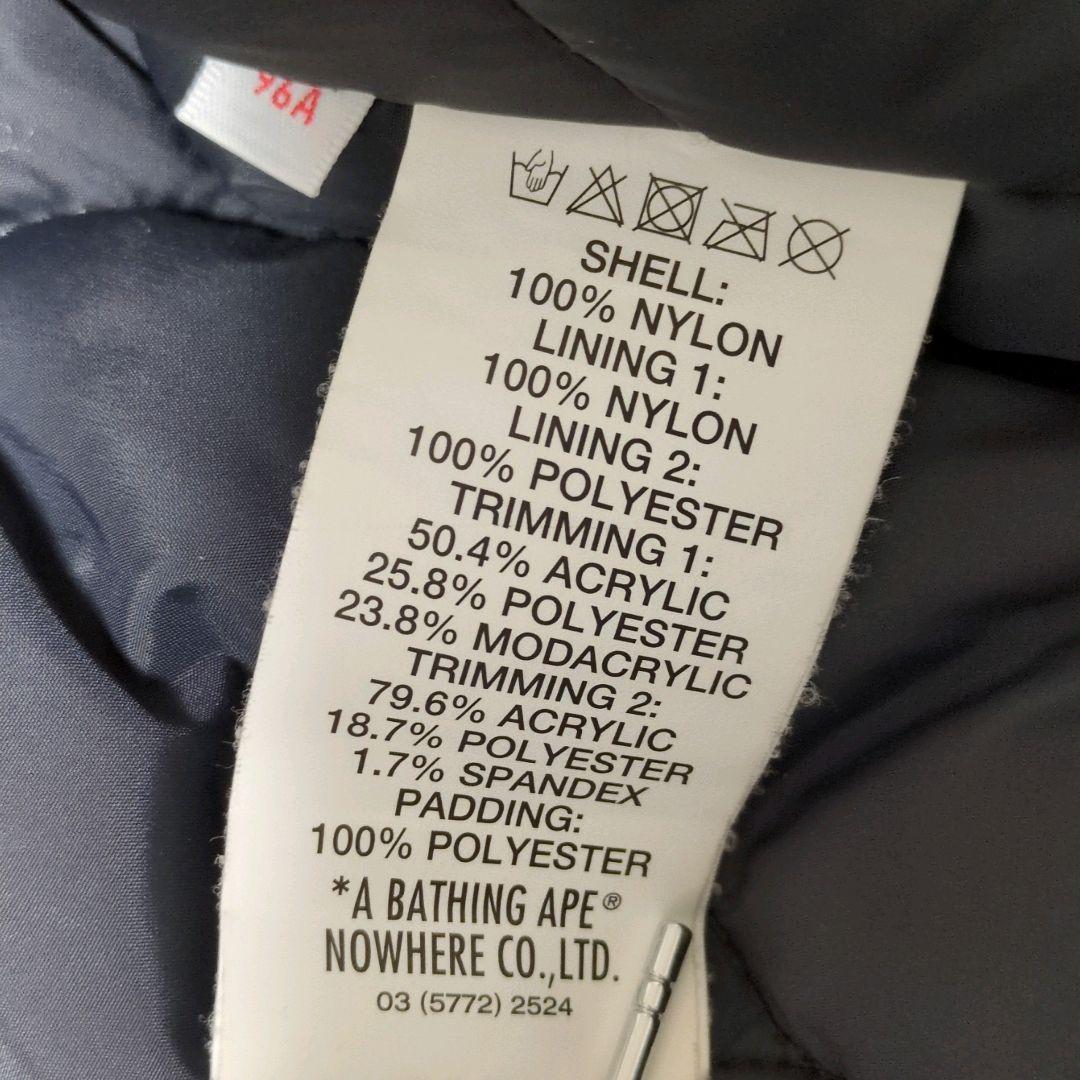 96A
SHELL:
100% NYLON
LINING 1:
100% NYLON
LINING 2:
100% POLYESTER
TRIMMING 1:
50.4% ACRYLIC
25.8% POLYESTER
23.8% MODACRYLIC
TRIMMING 2:
79.6% ACRYLIC
18.7% POLYESTER
1.7% SPANDEX
PADDING:
100% POLYESTER
*A BATHING APE®
NOWHERE CO.,LTD.
03 (5772) 2524